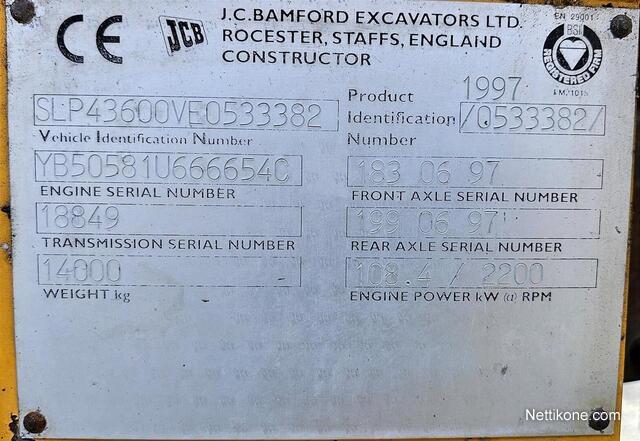 CE JCB J.C.BAMFORD EXCAVATORS LTD.
ROCESTER, STAFFS, ENGLAND
CONSTRUCTOR
EN 29001
BSI
REGISTERED FIRM
SLP43600VE0533382
Vehicle Identification Number
Product 1997
Identification /0533382/
Number
YB50581U666654C
ENGINE SERIAL NUMBER
183 06 97
FRONT AXLE SERIAL NUMBER
18849
TRANSMISSION SERIAL NUMBER
199 06 97
REAR AXLE SERIAL NUMBER
14000
WEIGHT kg
108.4 / 2200
ENGINE POWER kW @ RPM
Nettikone.com